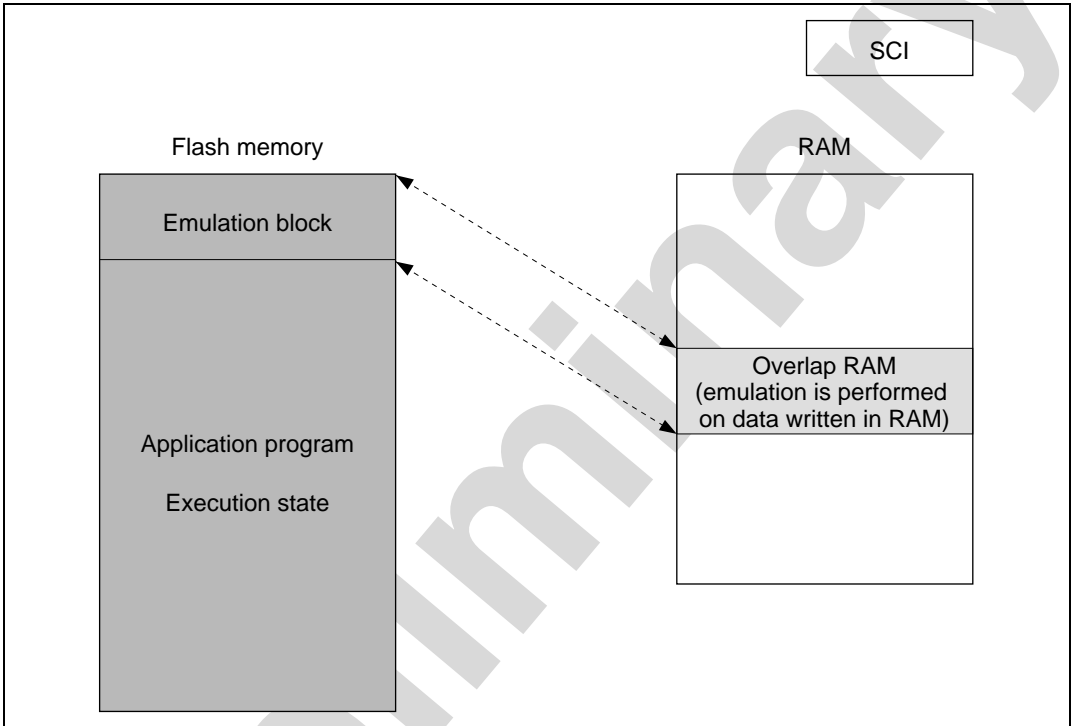 SCI
Flash memory
RAM
Emulation block
Overlap RAM
(emulation is performed
on data written in RAM)
Application program
Execution state